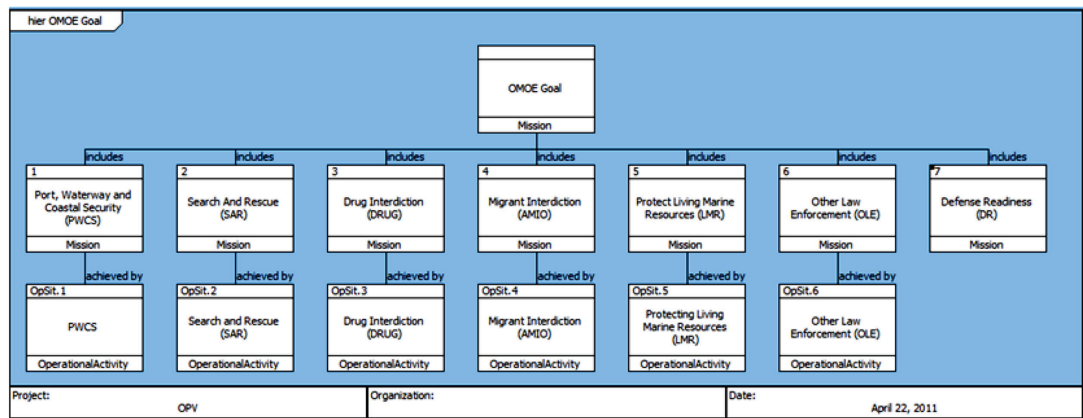 hier OMOE Goal
OMOE Goal
Mission
includes
includes
includes
includes
includes
includes
includes
1
Port, Waterway and
Coastal Security
(PWCS)
Mission
2
Search And Rescue
(SAR)
Mission
3
Drug Interdiction
(DRUG)
Mission
4
Migrant Interdiction
(AMIO)
Mission
5
Protect Living Marine
Resources (LMR)
Mission
6
Other Law
Enforcement (OLE)
Mission
7
Defense Readiness
(DR)
Mission
achieved by
achieved by
achieved by
achieved by
achieved by
achieved by
OpSit.1
PWCS
OperationalActivity
OpSit.2
Search and Rescue
(SAR)
OperationalActivity
OpSit.3
Drug Interdiction
(DRUG)
OperationalActivity
OpSit.4
Migrant Interdiction
(AMIO)
OperationalActivity
OpSit.5
Protecting Living
Marine Resources
(LMR)
OperationalActivity
OpSit.6
Other Law
Enforcement (OLE)
OperationalActivity
Project:
OPV
Organization:
Date:
April 22, 2011